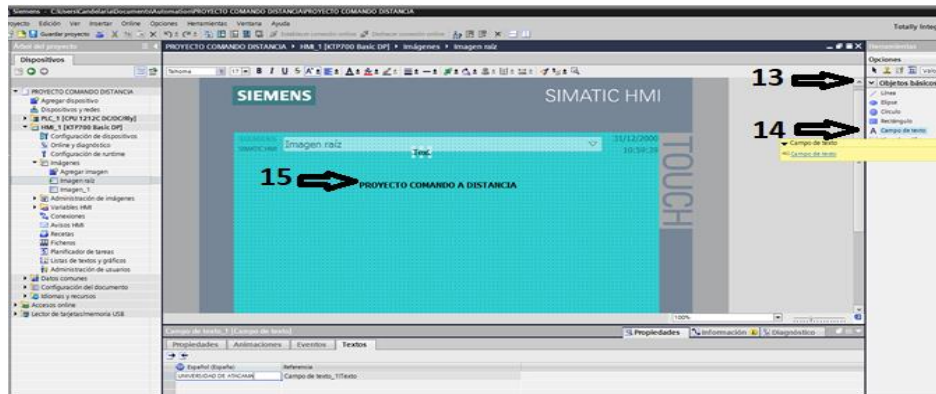 Siemens - C:\Users\Candelaria\Documents\Automation\PROYECTO COMANDO DISTANCIA\PROYECTO COMANDO DISTANCIA
Edición Ver Insertar Online Opciones Herramientas Ventana Ayuda
Totally Integ
Guardar proyecto
PROYECTO COMANDO DISTANCIA HMI_1 [KTP700 Basic DP] Imágenes Imagen raíz
Herramientas
Dispositivos
Opciones
Tahoma
13
Objetos básicos
PROYECTO COMANDO DISTANCIA
Agregar dispositivo
Dispositivos y redes
PLC_1 [CPU 1212C DC/DC/Rly]
HMI_1 [KTP700 Basic DP]
Configuración de dispositivos
Online y diagnóstico
Configuración de runtime
Imágenes
Agregar imagen
Imagen raíz
Imagen_1
Administración de imágenes
Variables HMI
Conexiones
Avisos HMI
Recetas
Ficheros
Planificador de tareas
Listas de textos y gráficos
Administración de usuarios
Datos comunes
Configuración del documento
Idiomas y recursos
Accesos online
Lector de tarjetas/memoria USB
SIEMENS
SIMATIC HMI
SIEMENS
SIMATIC HMI
Imagen raíz
31/12/2000
10:59:39
Text
TOUCH
15
PROYECTO COMANDO A DISTANCIA
Línea
Elipse
Círculo
Rectángulo
14
Campo de texto
Campo de texto
Campo de texto
100%
Campo de texto_1 [Campo de texto]
Propiedades
Información
Diagnóstico
Propiedades Animaciones Eventos Textos
Español (España) Referencia
UNIVERSIDAD DE ATACAMA Campo de texto_1\Texto